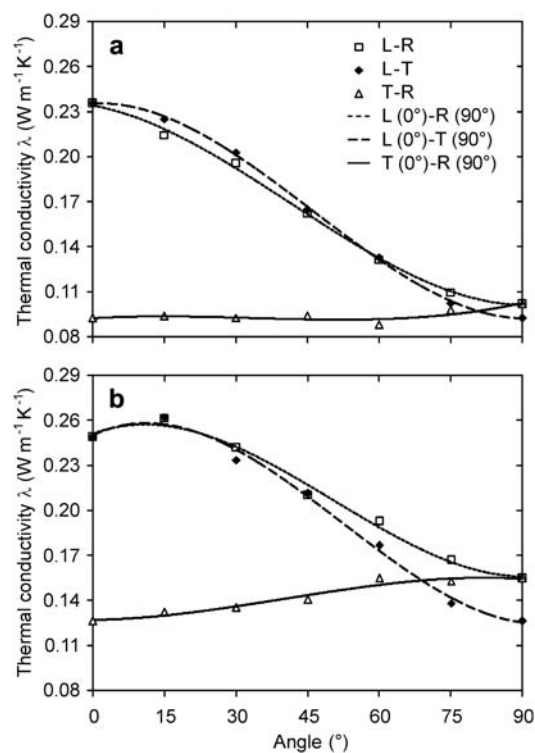 a
Thermal conductivity λ (W m⁻¹ K⁻¹)
0.29
0.26
0.23
0.20
0.17
0.14
0.11
0.08
L-R
L-T
T-R
L (0°)-R (90°)
L (0°)-T (90°)
T (0°)-R (90°)
b
Thermal conductivity λ (W m⁻¹ K⁻¹)
0.29
0.26
0.23
0.20
0.17
0.14
0.11
0.08
0 15 30 45 60 75 90
Angle (°)